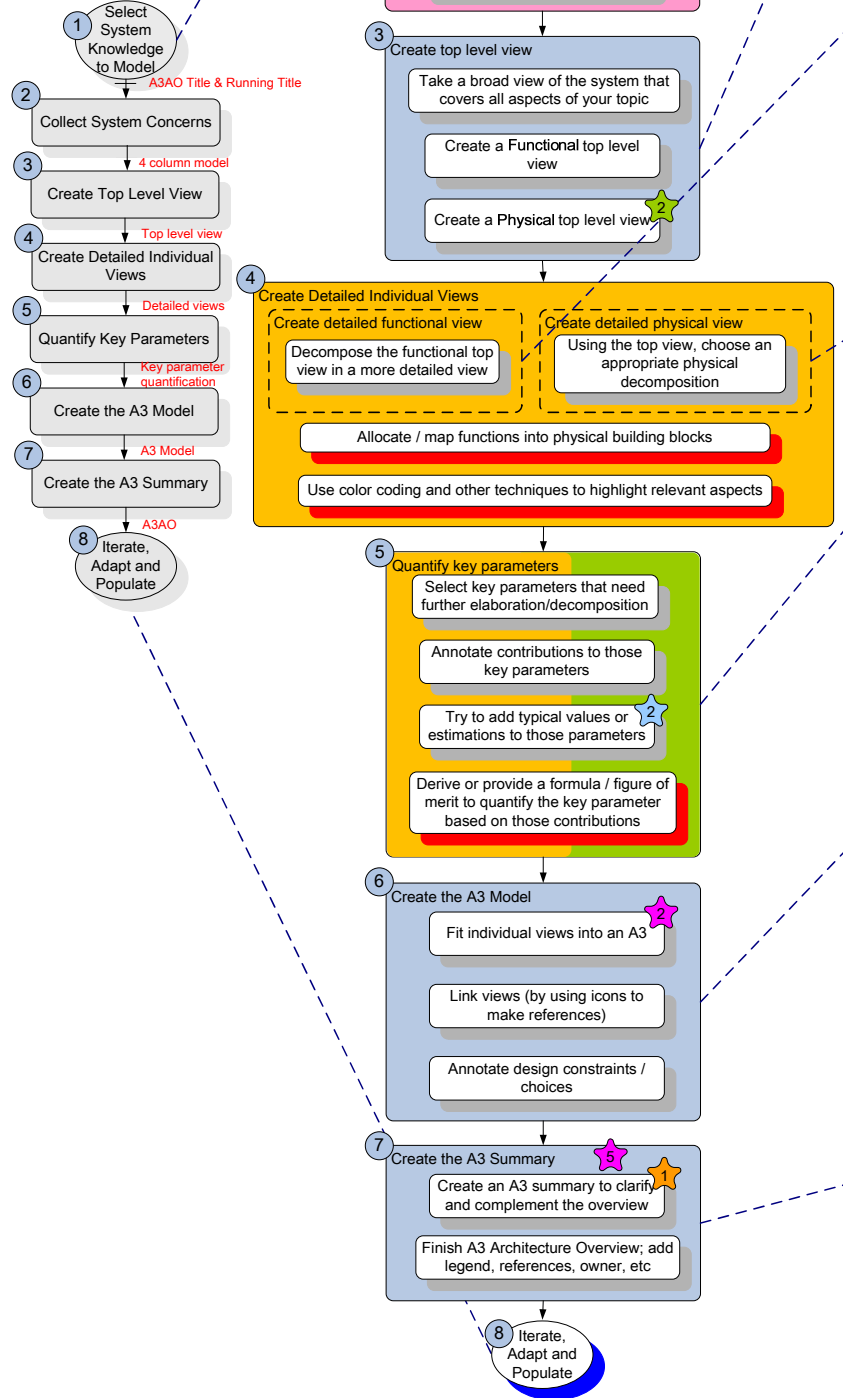 1
Select
System
Knowledge
to Model
A3AO Title & Running Title
2
Collect System Concerns
4 column model
3
Create Top Level View
Top level view
4
Create Detailed Individual
Views
Detailed views
5
Quantify Key Parameters
Key parameter
quantification
6
Create the A3 Model
A3 Model
7
Create the A3 Summary
A3AO
8
Iterate,
Adapt and
Populate
3
Create top level view
Take a broad view of the system that
covers all aspects of your topic
Create a Functional top level
view
Create a Physical top level view
2
4
Create Detailed Individual Views
Create detailed functional view
Decompose the functional top
view in a more detailed view
Create detailed physical view
Using the top view, choose an
appropriate physical
decomposition
Allocate / map functions into physical building blocks
Use color coding and other techniques to highlight relevant aspects
5
Quantify key parameters
Select key parameters that need
further elaboration/decomposition
Annotate contributions to those
key parameters
2
Try to add typical values or
estimations to those parameters
Derive or provide a formula / figure of
merit to quantify the key parameter
based on those contributions
6
Create the A3 Model
2
Fit individual views into an A3
Link views (by using icons to
make references)
Annotate design constraints /
choices
7
Create the A3 Summary
5
1
Create an A3 summary to clarify
and complement the overview
Finish A3 Architecture Overview; add
legend, references, owner, etc
8
Iterate,
Adapt and
Populate